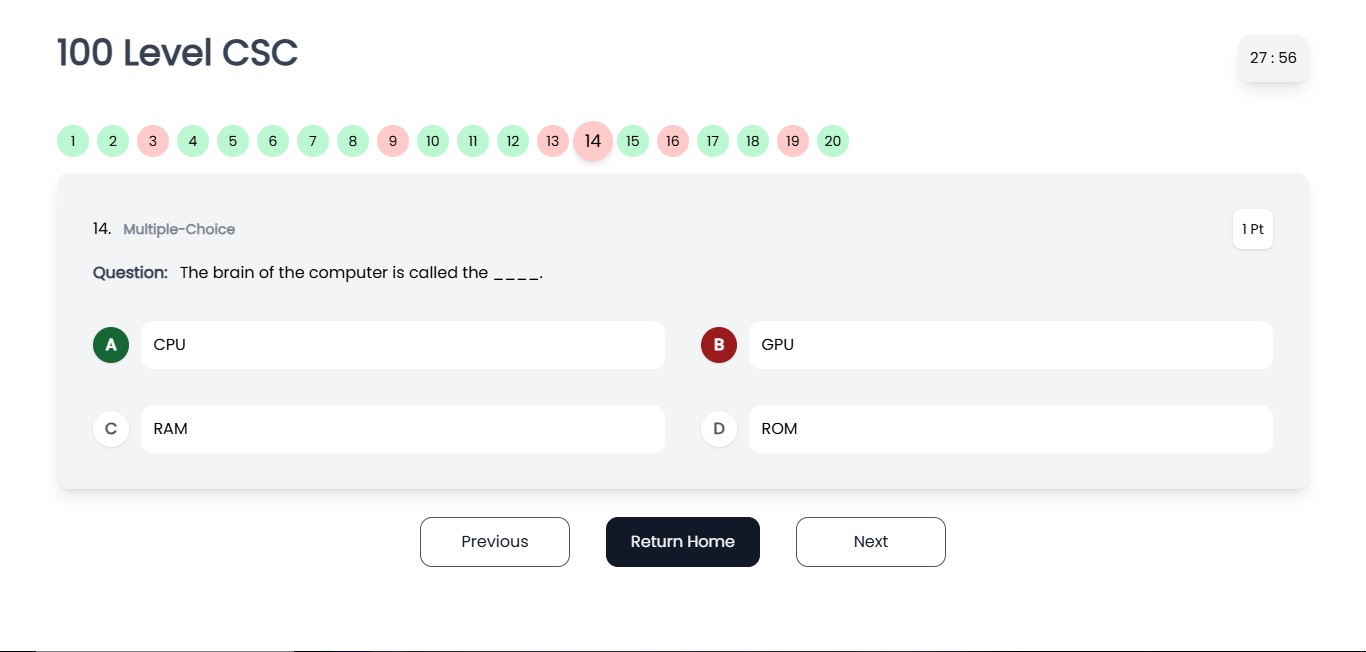 100 Level CSC
27 : 56
1 2 3 4 5 6 7 8 9 10 11 12 13 14 15 16 17 18 19 20
14. Multiple-Choice
1 Pt
Question: The brain of the computer is called the ____.
A CPU
B GPU
C RAM
D ROM
Previous
Return Home
Next